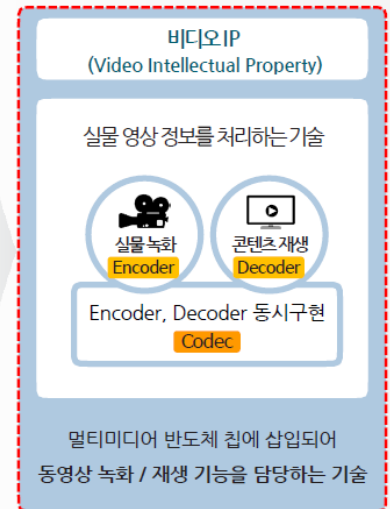 비디오IP
(Video Intellectual Property)
실물 영상 정보를 처리하는 기술
실물 녹화
Encoder
콘텐츠 재생
Decoder
Encoder, Decoder 동시구현
Codec
멀티미디어 반도체 칩에 삽입되어
동영상 녹화 / 재생 기능을 담당하는 기술